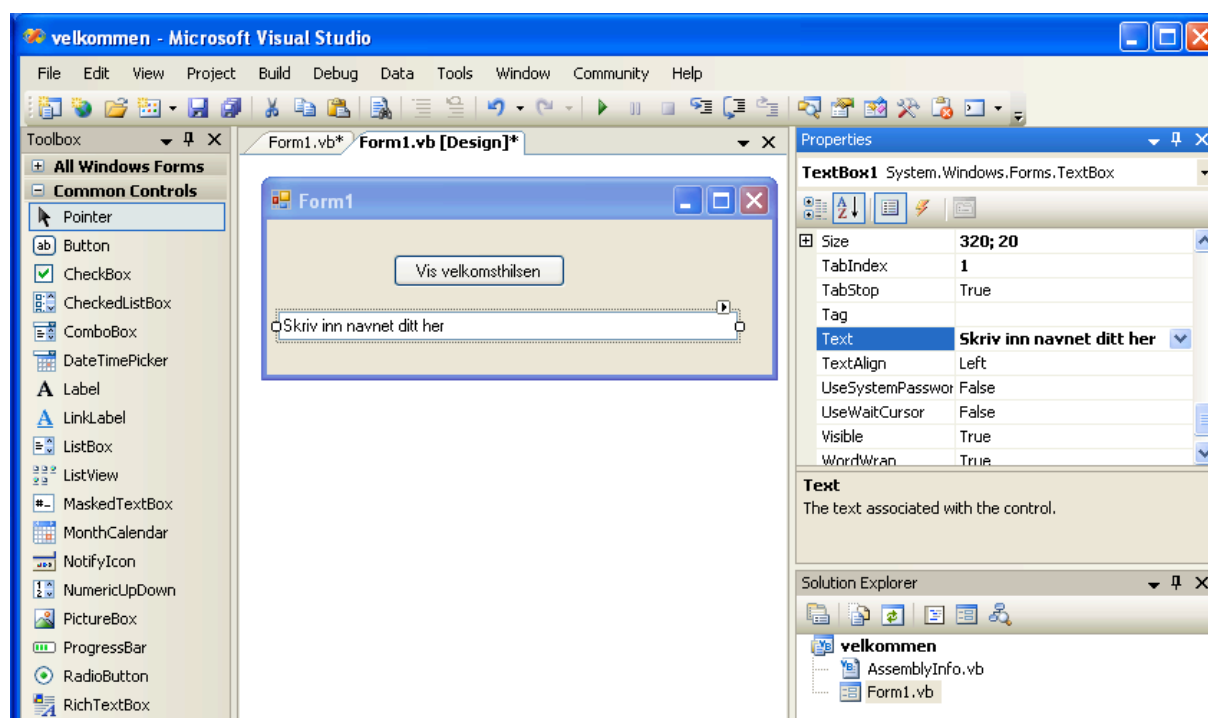 velkommen - Microsoft Visual Studio
File Edit View Project Build Debug Data Tools Window Community Help
Toolbox
All Windows Forms
Common Controls
Pointer
Button
CheckBox
CheckedListBox
ComboBox
DateTimePicker
Label
LinkLabel
ListBox
ListView
MaskedTextBox
MonthCalendar
NotifyIcon
NumericUpDown
PictureBox
ProgressBar
RadioButton
RichTextBox
Form1.vb* Form1.vb [Design]*
Form1
Vis velkomsthilsen
Skriv inn navnet ditt her
Properties
TextBox1 System.Windows.Forms.TextBox
Size 320; 20
TabIndex 1
TabStop True
Tag
Text Skriv inn navnet ditt her
TextAlign Left
UseSystemPasswor False
UseWaitCursor False
Visible True
WordWrap True
Text
The text associated with the control.
Solution Explorer
velkommen
AssemblyInfo.vb
Form1.vb